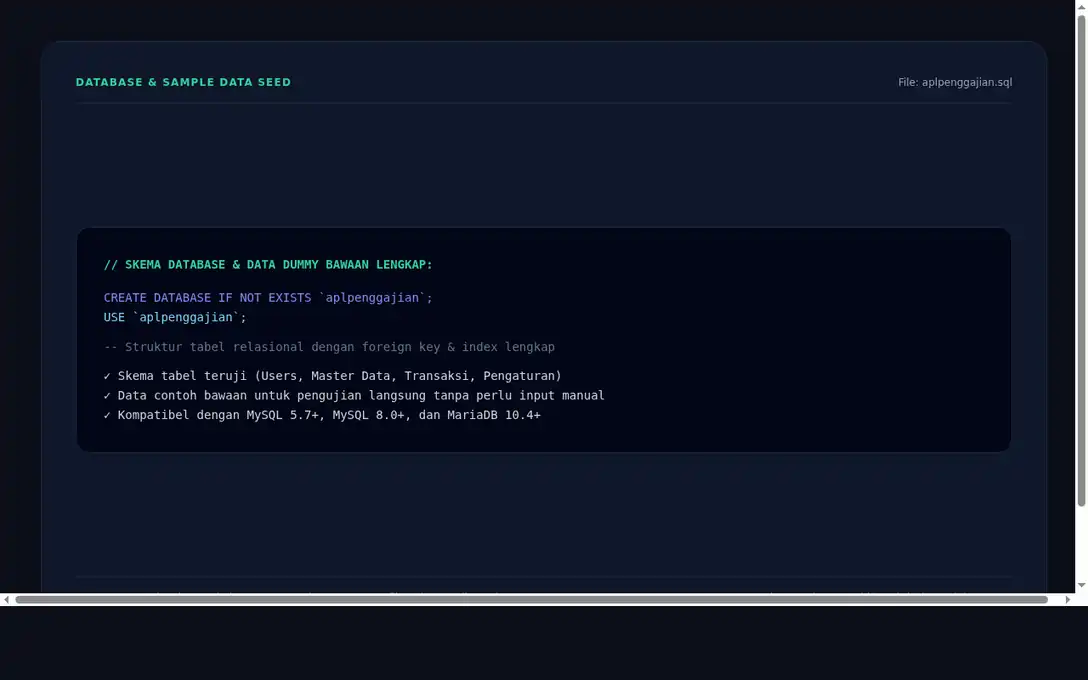 DATABASE & SAMPLE DATA SEED
File: aplpenggajian.sql
// SKEMA DATABASE & DATA DUMMY BAWAAN LENGKAP:
CREATE DATABASE IF NOT EXISTS `aplpenggajian`;
USE `aplpenggajian`;
-- Struktur tabel relasional dengan foreign key & index lengkap
✓ Skema tabel teruji (Users, Master Data, Transaksi, Pengaturan)
✓ Data contoh bawaan untuk pengujian langsung tanpa perlu input manual
✓ Kompatibel dengan MySQL 5.7+, MySQL 8.0+, dan MariaDB 10.4+